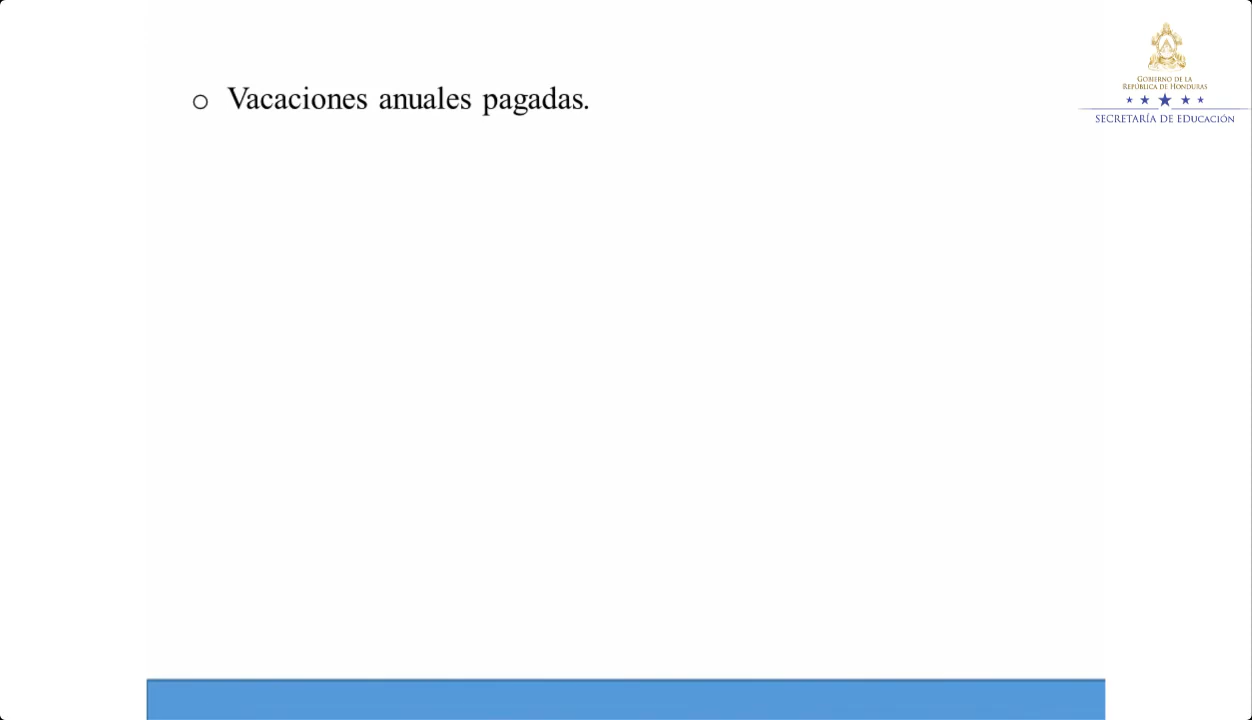 o Vacaciones anuales pagadas.
GOBIERNO DE LA
REPÚBLICA DE HONDURAS
SECRETARÍA DE EDUCACIÓN